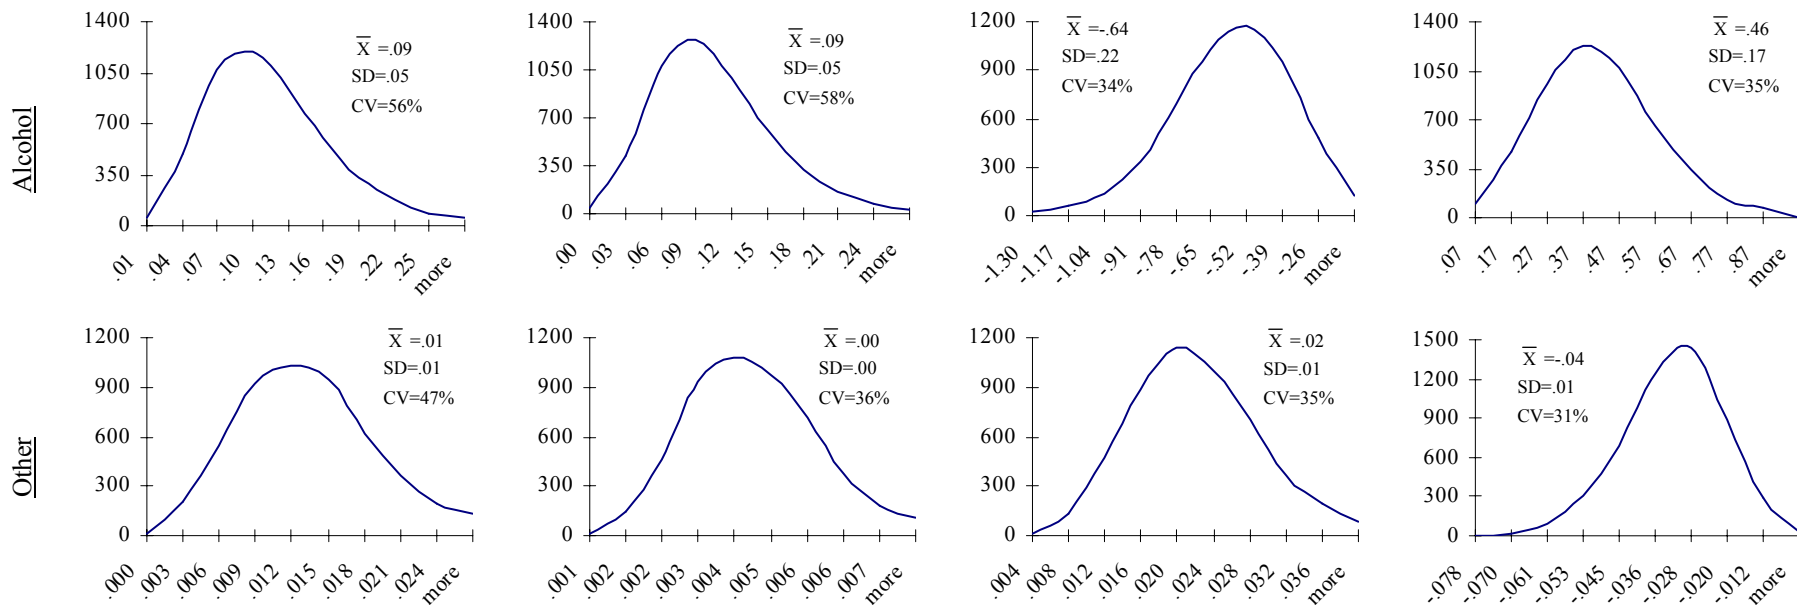 Alcohol
1400
1050
700
350
0
X̅ =.09
SD=.05
CV=56%
.01 .04 .07 .10 .13 .16 .19 .22 .25 more
1400
1050
700
350
0
X̅ =.09
SD=.05
CV=58%
.00 .03 .06 .09 .12 .15 .18 .21 .24 more
1200
900
600
300
0
X̅ =-.64
SD=.22
CV=34%
-1.30 -1.17 -1.04 -.91 -.78 -.65 -.52 -.39 -.26 more
1400
1050
700
350
0
X̅ =.46
SD=.17
CV=35%
.07 .17 .27 .37 .47 .57 .67 .77 .87 more
Other
1200
900
600
300
0
X̅ =.01
SD=.01
CV=47%
.000 .003 .006 .009 .012 .015 .018 .021 .024 more
1200
900
600
300
0
X̅ =.00
SD=.00
CV=36%
.001 .002 .002 .003 .004 .005 .006 .006 .007 more
1200
900
600
300
0
X̅ =.02
SD=.01
CV=35%
.004 .008 .012 .016 .020 .024 .028 .032 .036 more
1500
1200
900
600
300
0
X̅ =-.04
SD=.01
CV=31%
-.078 -.070 -.061 -.053 -.045 -.036 -.028 -.020 -.012 more